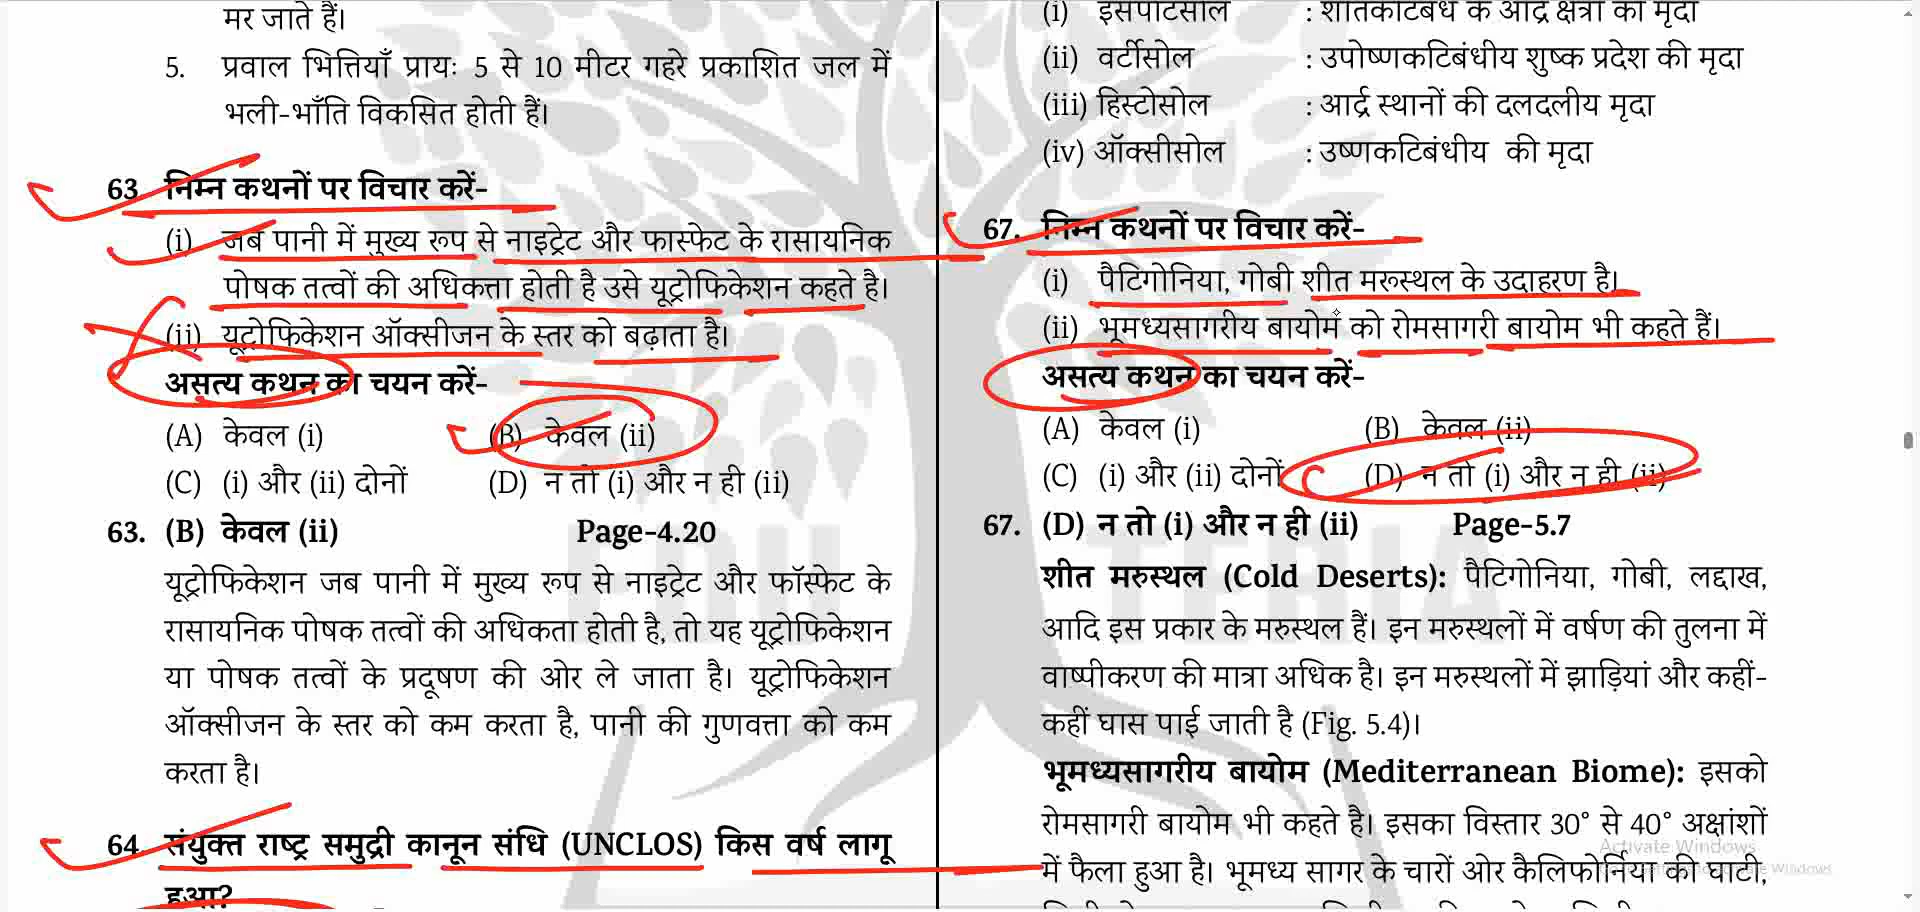 मर जाते हैं।
5. प्रवाल भित्तियाँ प्रायः 5 से 10 मीटर गहरे प्रकाशित जल में
भली-भाँति विकसित होती हैं।
63. निम्न कथनों पर विचार करें-
(i) जब पानी में मुख्य रूप से नाइट्रेट और फास्फेट के रासायनिक
पोषक तत्वों की अधिकत्ता होती है उसे यूट्रोफिकेशन कहते है।
(ii) यूट्रोफिकेशन ऑक्सीजन के स्तर को बढ़ाता है।
असत्य कथन का चयन करें-
(A) केवल (i) (B) केवल (ii)
(C) (i) और (ii) दोनों (D) न तो (i) और न ही (ii)
63. (B) केवल (ii) Page-4.20
यूट्रोफिकेशन जब पानी में मुख्य रूप से नाइट्रेट और फॉस्फेट के
रासायनिक पोषक तत्वों की अधिकता होती है, तो यह यूट्रोफिकेशन
या पोषक तत्वों के प्रदूषण की ओर ले जाता है। यूट्रोफिकेशन
ऑक्सीजन के स्तर को कम करता है, पानी की गुणवत्ता को कम
करता है।
64. संयुक्त राष्ट्र समुद्री कानून संधि (UNCLOS) किस वर्ष लागू
हुआ?
(i) इंसेपटिसोल : शीतकटिबंध के आर्द्र क्षेत्रों की मृदा
(ii) वर्टीसोल : उपोष्णकटिबंधीय शुष्क प्रदेश की मृदा
(iii) हिस्टोसोल : आर्द्र स्थानों की दलदलीय मृदा
(iv) ऑक्सीसोल : उष्णकटिबंधीय की मृदा
67. निम्न कथनों पर विचार करें-
(i) पैटिगोनिया, गोबी शीत मरूस्थल के उदाहरण है।
(ii) भूमध्यसागरीय बायोम को रोमसागरी बायोम भी कहते हैं।
असत्य कथन का चयन करें-
(A) केवल (i) (B) केवल (ii)
(C) (i) और (ii) दोनों (D) न तो (i) और न ही (ii)
67. (D) न तो (i) और न ही (ii) Page-5.7
शीत मरुस्थल (Cold Deserts): पैटिगोनिया, गोबी, लद्दाख,
आदि इस प्रकार के मरुस्थल हैं। इन मरुस्थलों में वर्षण की तुलना में
वाष्पीकरण की मात्रा अधिक है। इन मरुस्थलों में झाड़ियां और कहीं-
कहीं घास पाई जाती है (Fig. 5.4)।
भूमध्यसागरीय बायोम (Mediterranean Biome): इसको
रोमसागरी बायोम भी कहते है। इसका विस्तार 30° से 40° अक्षांशों
में फैला हुआ है। भूमध्य सागर के चारों ओर कैलिफोर्निया की घाटी,
Activate Windows